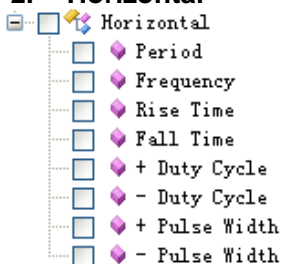 2. Horizontal
Horizontal
Period
Frequency
Rise Time
Fall Time
+ Duty Cycle
- Duty Cycle
+ Pulse Width
- Pulse Width